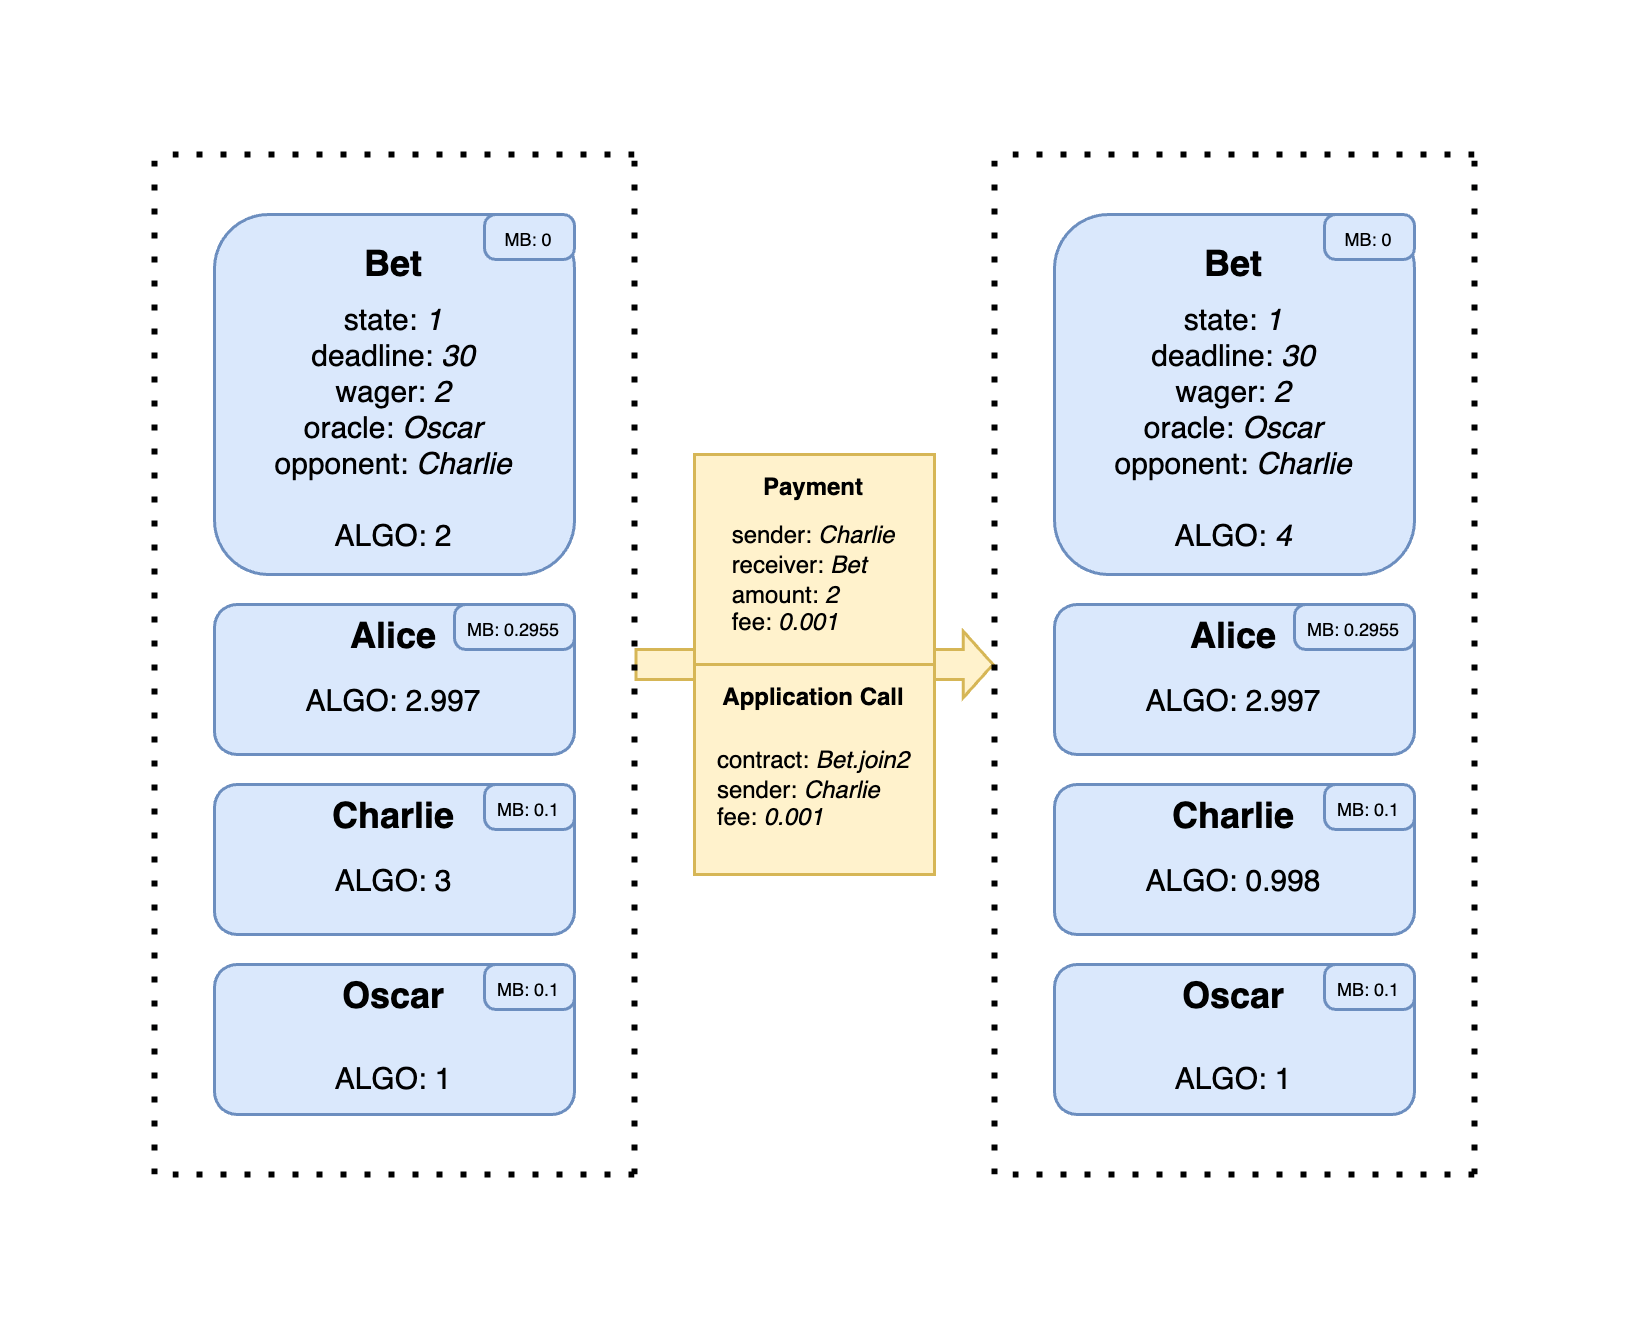 MB: 0
Bet
state: 1
deadline: 30
wager: 2
oracle: Oscar
opponent: Charlie
ALGO: 2
MB: 0.2955
Alice
ALGO: 2.997
MB: 0.1
Charlie
ALGO: 3
MB: 0.1
Oscar
ALGO: 1
Payment
sender: Charlie
receiver: Bet
amount: 2
fee: 0.001
Application Call
contract: Bet.join2
sender: Charlie
fee: 0.001
MB: 0
Bet
state: 1
deadline: 30
wager: 2
oracle: Oscar
opponent: Charlie
ALGO: 4
MB: 0.2955
Alice
ALGO: 2.997
MB: 0.1
Charlie
ALGO: 0.998
MB: 0.1
Oscar
ALGO: 1